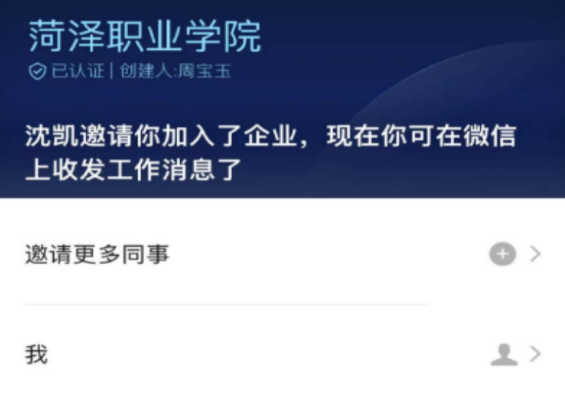 菏泽职业学院
已认证 | 创建人:周宝玉
沈凯邀请你加入了企业，现在你可在微信
上收发工作消息了
邀请更多同事
我